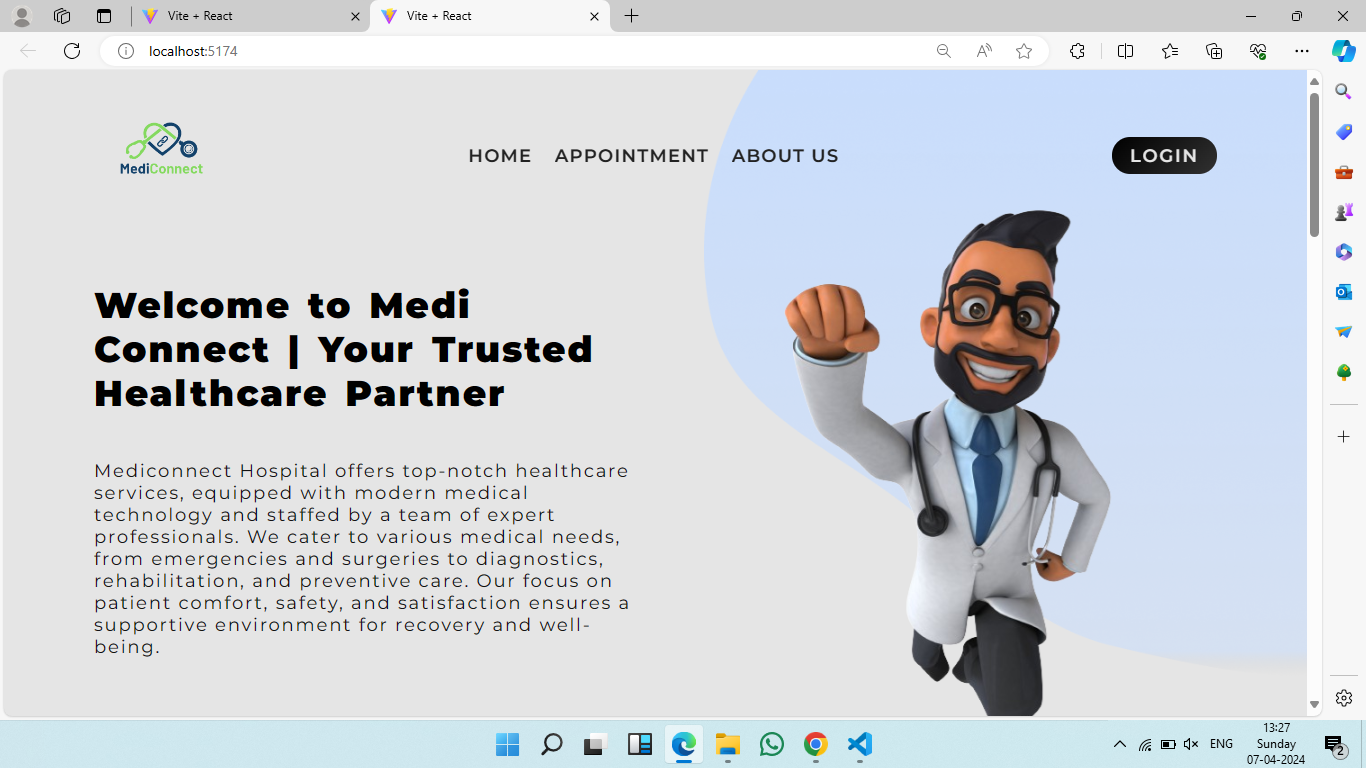 Vite + React
Vite + React
localhost:5174
MediConnect
HOME APPOINTMENT ABOUT US
LOGIN
Welcome to Medi
Connect | Your Trusted
Healthcare Partner
Mediconnect Hospital offers top-notch healthcare
services, equipped with modern medical
technology and staffed by a team of expert
professionals. We cater to various medical needs,
from emergencies and surgeries to diagnostics,
rehabilitation, and preventive care. Our focus on
patient comfort, safety, and satisfaction ensures a
supportive environment for recovery and well-
being.
ENG
13:27
Sunday
07-04-2024
2